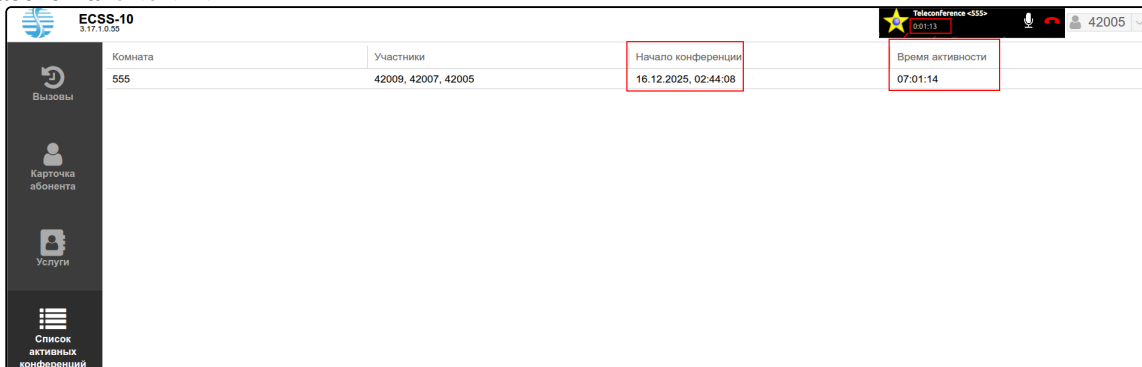 ECSS-10
3.17.1.0.55
Teleconference <555>
0:01:13
42005
Комната Участники Начало конференции Время активности
555 42009, 42007, 42005 16.12.2025, 02:44:08 07:01:14
Вызовы
Карточка
абонента
Услуги
Список
активных
конференций